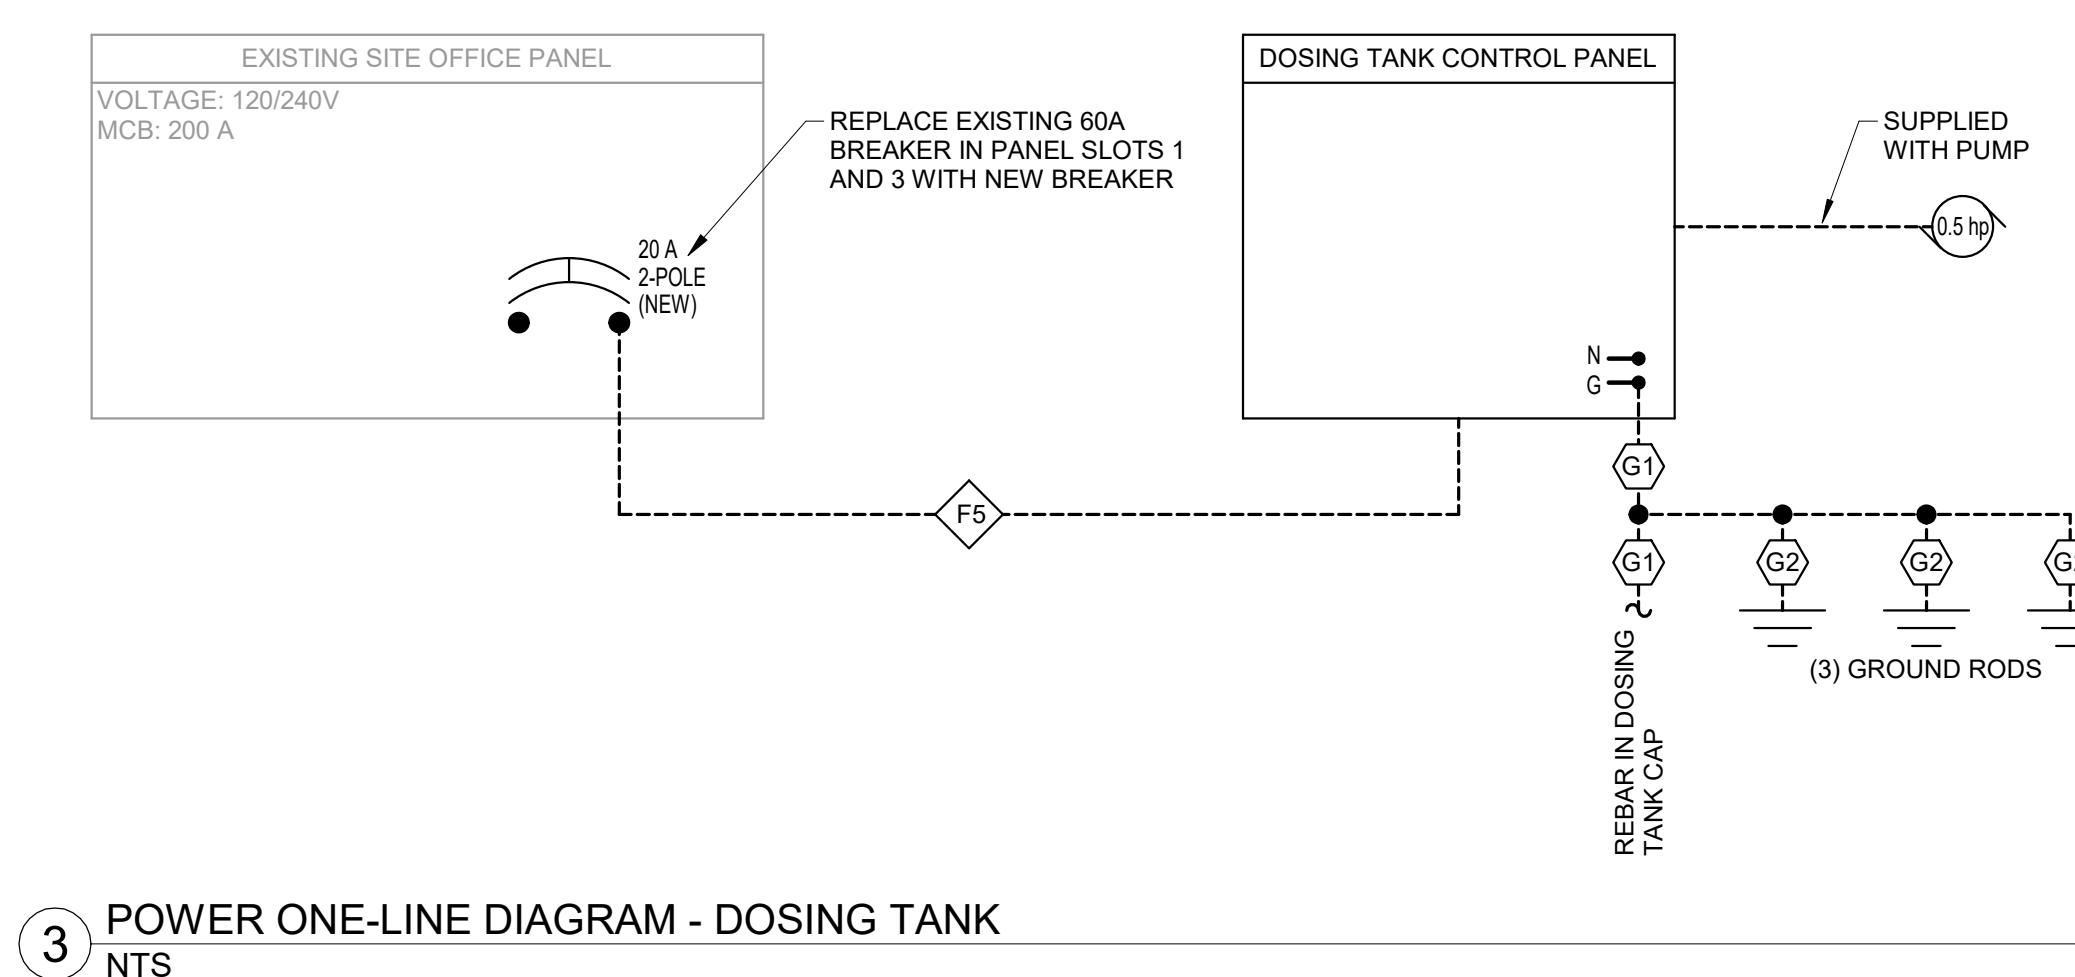 EXISTING SITE OFFICE PANEL
VOLTAGE: 120/240V
MCB: 200 A
REPLACE EXISTING 60A
BREAKER IN PANEL SLOTS 1
AND 3 WITH NEW BREAKER
20 A
2-POLE
(NEW)
F5
DOSING TANK CONTROL PANEL
SUPPLIED
WITH PUMP
0.5 hp
N
G
G1
G1
G2
G2
REBAR IN DOSING
TANK CAP
(3) GROUND RODS
3
POWER ONE-LINE DIAGRAM - DOSING TANK
NTS